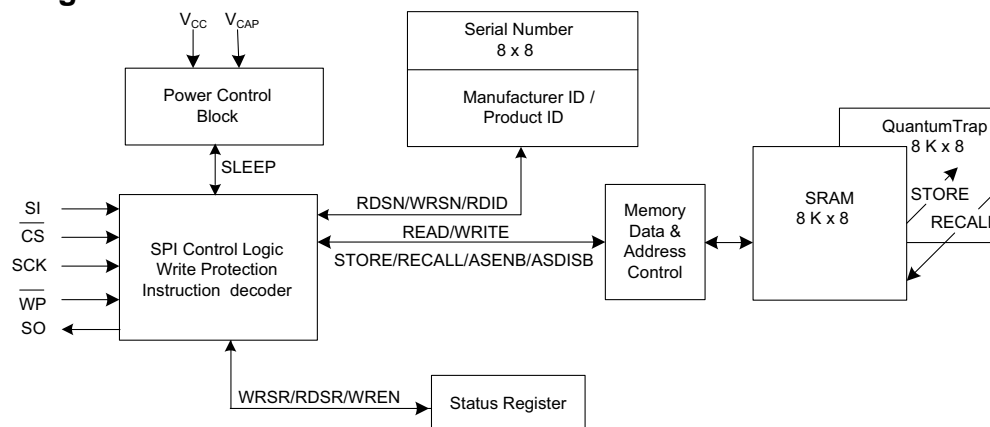 V_CC V_CAP
Serial Number
8 x 8
Manufacturer ID /
Product ID
Power Control
Block
SLEEP
QuantumTrap
8 K x 8
SRAM
8 K x 8
STORE
RECALL
SI
CS
SCK
WP
SO
SPI Control Logic
Write Protection
Instruction decoder
RDSN/WRSN/RDID
READ/WRITE
STORE/RECALL/ASENB/ASDISB
Memory
Data &
Address
Control
WRSR/RDSR/WREN
Status Register